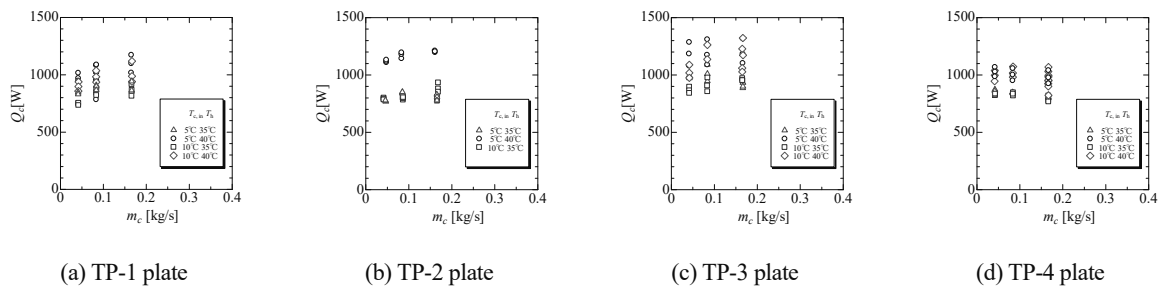 1500
1000
500
0
Q_c[W]
0 0.1 0.2 0.3 0.4
m_c [kg/s]
T_c, in T_h
△ 5℃ 35℃
○ 5℃ 40℃
□ 10℃ 35℃
◇ 10℃ 40℃
(a) TP-1 plate
1500
1000
500
0
Q_c[W]
0 0.1 0.2 0.3 0.4
m_c [kg/s]
T_c, in T_h
△ 5℃ 35℃
○ 5℃ 40℃
□ 10℃ 35℃
(b) TP-2 plate
1500
1000
500
0
Q_c[W]
0 0.1 0.2 0.3 0.4
m_c [kg/s]
T_c, in T_h
△ 5℃ 35℃
○ 5℃ 40℃
□ 10℃ 35℃
◇ 10℃ 40℃
(c) TP-3 plate
1500
1000
500
0
Q_c[W]
0 0.1 0.2 0.3 0.4
m_c [kg/s]
T_c, in T_h
△ 5℃ 35℃
○ 5℃ 40℃
□ 10℃ 35℃
◇ 10℃ 40℃
(d) TP-4 plate